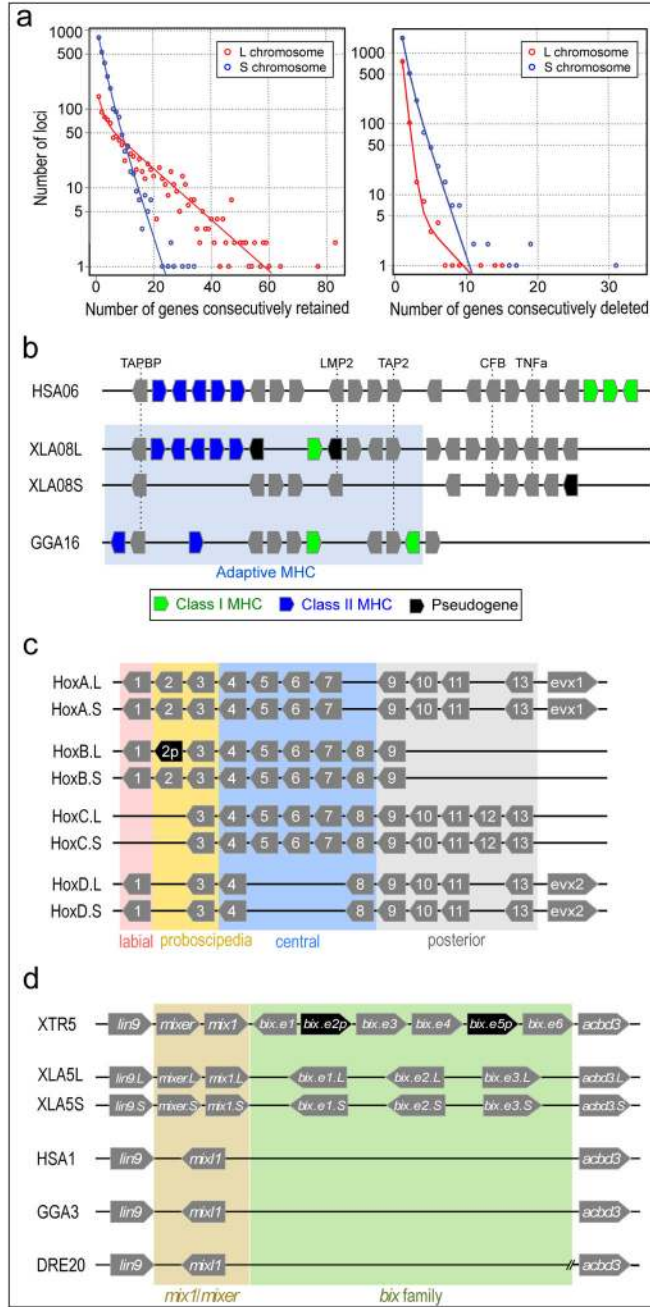 a
1000
500
100
50
10
5
1
0
20
40
60
80
Number of loci
Number of genes consecutively retained
L chromosome
S chromosome
1000
500
100
50
10
5
1
0
10
20
30
Number of genes consecutively deleted
L chromosome
S chromosome
b
TAPBP LMP2 TAP2 CFB TNFa
HSA06
XLA08L
XLA08S
GGA16
Adaptive MHC
Class I MHC Class II MHC Pseudogene
c
HoxA.L 1 2 3 4 5 6 7 9 10 11 13 evx1
HoxA.S 1 2 3 4 5 6 7 9 10 11 13 evx1
HoxB.L 1 2p 3 4 5 6 7 8 9
HoxB.S 1 2 3 4 5 6 7 8 9
HoxC.L 3 4 5 6 7 8 9 10 11 12 13
HoxC.S 3 4 5 6 7 8 9 10 11 12 13
HoxD.L 1 3 4 8 9 10 11 13 evx2
HoxD.S 1 3 4 8 9 10 11 13 evx2
labial proboscipedia central posterior
d
XTR5 lin9 mixer mix1 bix.e1 bix.e2p bix.e3 bix.e4 bix.e5p bix.e6 acbd3
XLA5L lin9.L mixer.L mix1.L bix.e1.L bix.e2.L bix.e3.L acbd3.L
XLA5S lin9.S mixer.S mix1.S bix.e1.S bix.e2.S bix.e3.S acbd3.S
HSA1 lin9 mixl1 acbd3
GGA3 lin9 mixl1 acbd3
DRE20 lin9 mixl1 // acbd3
mix1/mixer bix family